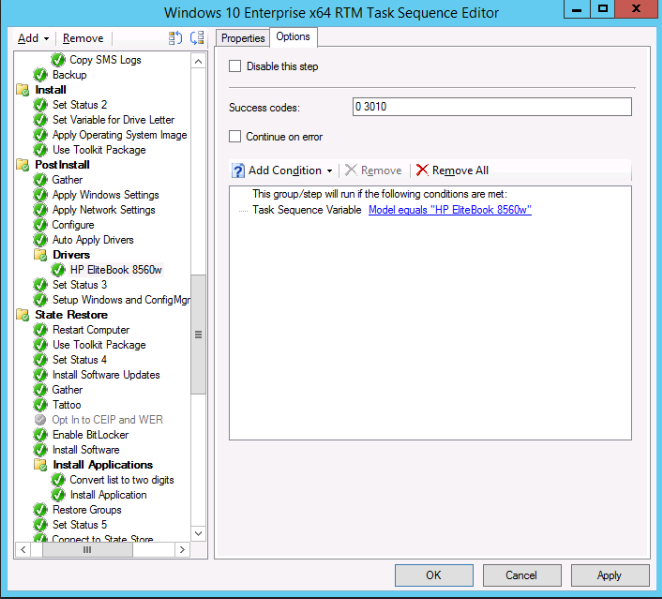 Windows 10 Enterprise x64 RTM Task Sequence Editor
Add Remove
Copy SMS Logs
Backup
Install
Set Status 2
Set Variable for Drive Letter
Apply Operating System Image
Use Toolkit Package
PostInstall
Gather
Apply Windows Settings
Apply Network Settings
Configure
Auto Apply Drivers
Drivers
HP EliteBook 8560w
Set Status 3
Setup Windows and ConfigMgr
State Restore
Restart Computer
Use Toolkit Package
Set Status 4
Install Software Updates
Gather
Tattoo
Opt In to CEIP and WER
Enable BitLocker
Install Software
Install Applications
Convert list to two digits
Install Application
Restore Groups
Set Status 5
Connect to State Store
Properties Options
Disable this step
Success codes: 0 3010
Continue on error
Add Condition Remove Remove All
This group/step will run if the following conditions are met:
Task Sequence Variable Model equals "HP EliteBook 8560w"
OK Cancel Apply